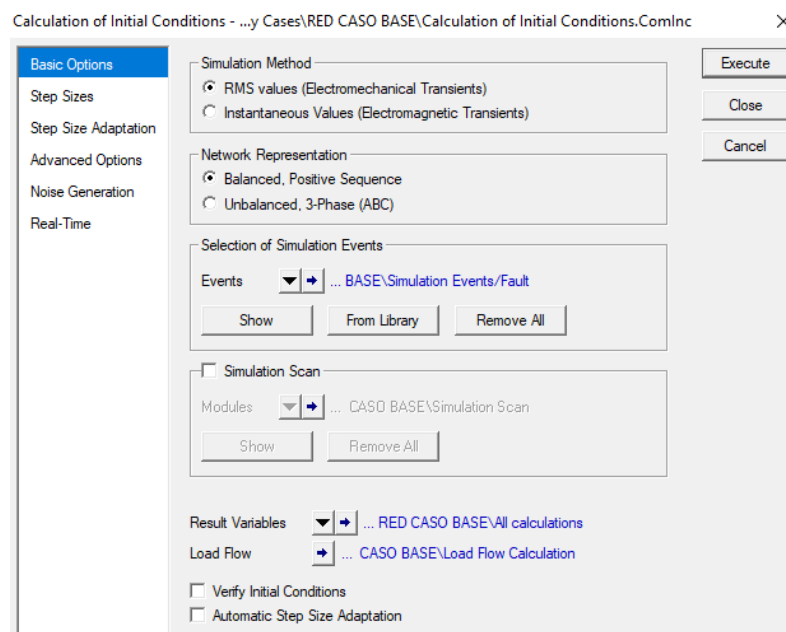 Calculation of Initial Conditions - ...y Cases\RED CASO BASE\Calculation of Initial Conditions.ComInc
Basic Options
Step Sizes
Step Size Adaptation
Advanced Options
Noise Generation
Real-Time
Simulation Method
RMS values (Electromechanical Transients)
Instantaneous Values (Electromagnetic Transients)
Network Representation
Balanced, Positive Sequence
Unbalanced, 3-Phase (ABC)
Selection of Simulation Events
Events ... BASE\Simulation Events/Fault
Show From Library Remove All
Simulation Scan
Modules ... CASO BASE\Simulation Scan
Show Remove All
Result Variables ... RED CASO BASE\All calculations
Load Flow ... CASO BASE\Load Flow Calculation
Verify Initial Conditions
Automatic Step Size Adaptation
Execute
Close
Cancel